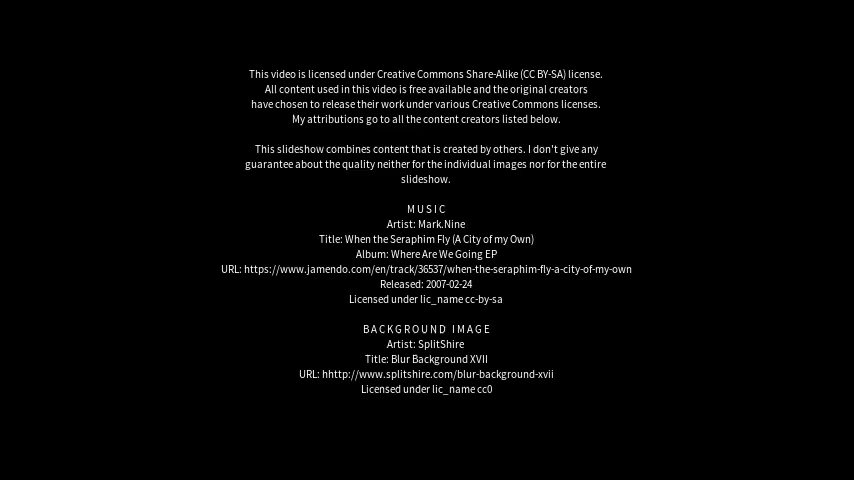 This video is licensed under Creative Commons Share-Alike (CC BY-SA) license.
All content used in this video is free available and the original creators
have chosen to release their work under various Creative Commons licenses.
My attributions go to all the content creators listed below.
This slideshow combines content that is created by others. I don't give any
guarantee about the quality neither for the individual images nor for the entire
slideshow.
MUSIC
Artist: Mark.Nine
Title: When the Seraphim Fly (A City of my Own)
Album: Where Are We Going EP
URL: https://www.jamendo.com/en/track/36537/when-the-seraphim-fly-a-city-of-my-own
Released: 2007-02-24
Licensed under lic_name cc-by-sa
BACKGROUND IMAGE
Artist: SplitShire
Title: Blur Background XVII
URL: hhttp://www.splitshire.com/blur-background-xvii
Licensed under lic_name cc0